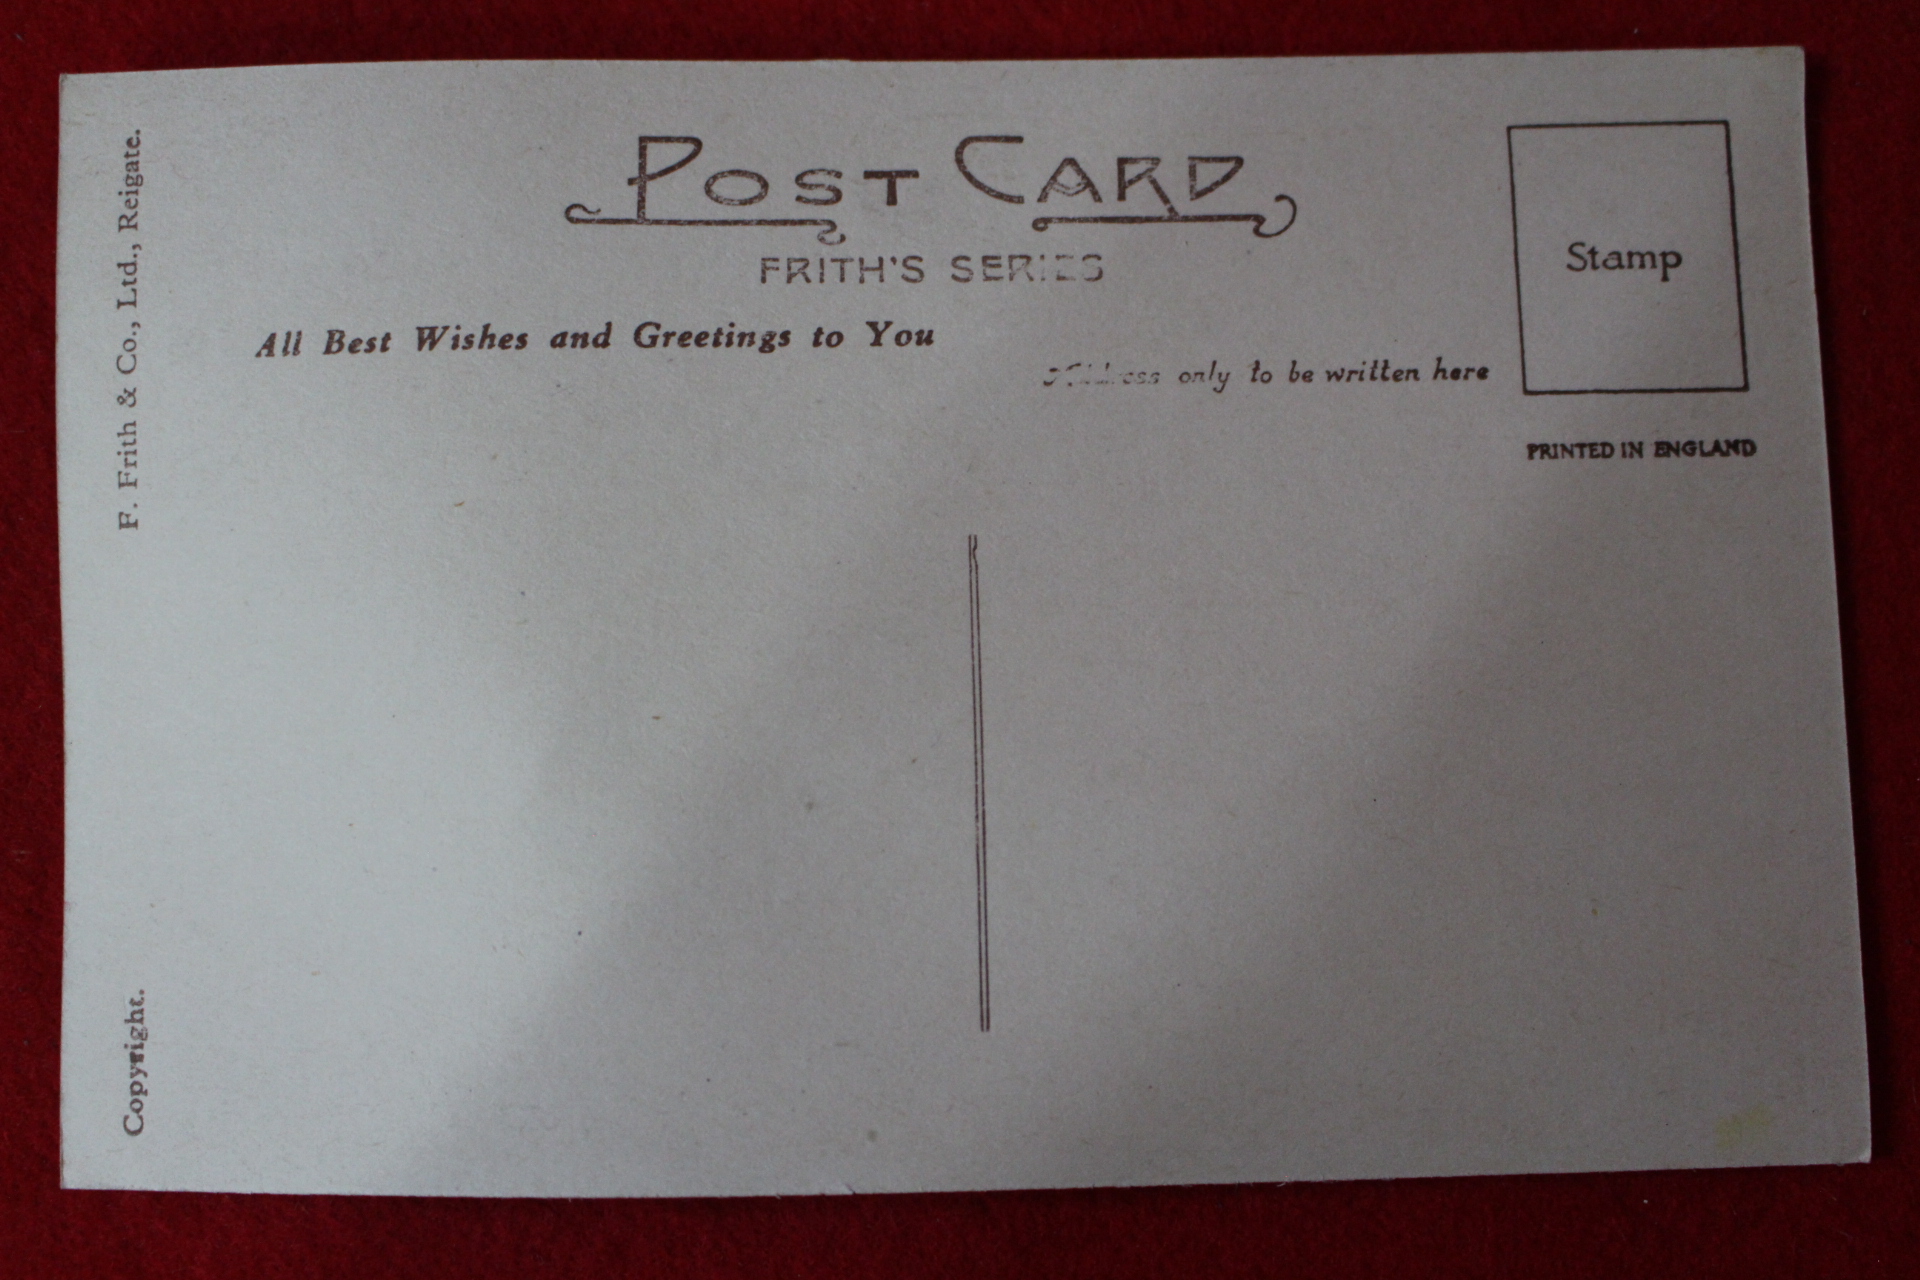 POST CARD
FRITH'S SERIES
Stamp
All Best Wishes and Greetings to You
Address only to be written here
PRINTED IN ENGLAND
F. Frith & Co., Ltd., Reigate.
Copyright.